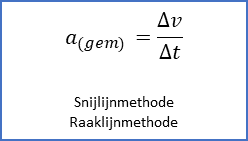 a(gem) = Δv/Δt
Snijlijnmethode
Raaklijnmethode